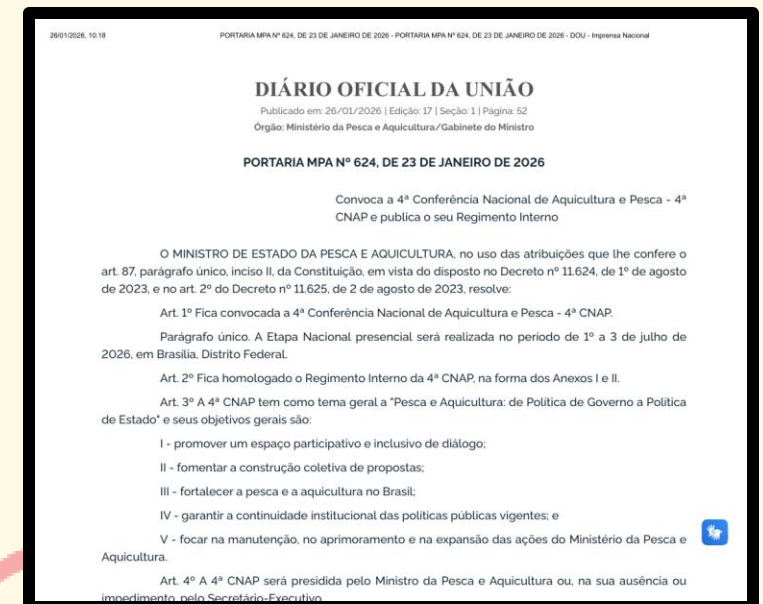 26/01/2026, 10:18 PORTARIA MPA Nº 624, DE 23 DE JANEIRO DE 2026 - PORTARIA MPA Nº 624, DE 23 DE JANEIRO DE 2026 - DOU - Imprensa Nacional
DIÁRIO OFICIAL DA UNIÃO
Publicado em: 26/01/2026 | Edição: 17 | Seção: 1 | Página: 52
Órgão: Ministério da Pesca e Aquicultura/Gabinete do Ministro
PORTARIA MPA Nº 624, DE 23 DE JANEIRO DE 2026
Convoca a 4ª Conferência Nacional de Aquicultura e Pesca - 4ª
CNAP e publica o seu Regimento Interno
O MINISTRO DE ESTADO DA PESCA E AQUICULTURA, no uso das atribuições que lhe confere o
art. 87, parágrafo único, inciso II, da Constituição, em vista do disposto no Decreto nº 11.624, de 1º de agosto
de 2023, e no art. 2º do Decreto nº 11.625, de 2 de agosto de 2023, resolve:
Art. 1º Fica convocada a 4ª Conferência Nacional de Aquicultura e Pesca - 4ª CNAP.
Parágrafo único. A Etapa Nacional presencial será realizada no período de 1º a 3 de julho de
2026, em Brasília, Distrito Federal.
Art. 2º Fica homologado o Regimento Interno da 4ª CNAP, na forma dos Anexos I e II.
Art. 3º A 4ª CNAP tem como tema geral a "Pesca e Aquicultura: de Política de Governo a Política
de Estado" e seus objetivos gerais são:
I - promover um espaço participativo e inclusivo de diálogo;
II - fomentar a construção coletiva de propostas;
III - fortalecer a pesca e a aquicultura no Brasil;
IV - garantir a continuidade institucional das políticas públicas vigentes; e
V - focar na manutenção, no aprimoramento e na expansão das ações do Ministério da Pesca e
Aquicultura.
Art. 4º A 4ª CNAP será presidida pelo Ministro da Pesca e Aquicultura ou, na sua ausência ou
impedimento, pelo Secretário-Executivo.